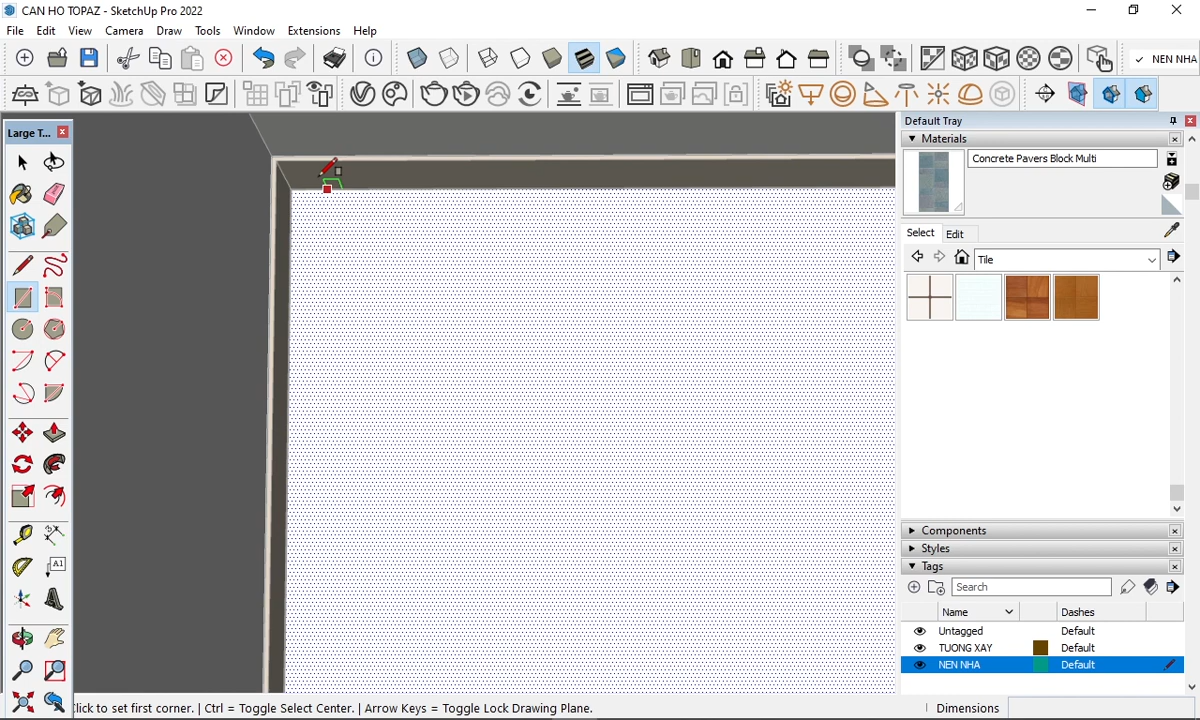 CAN HO TOPAZ - SketchUp Pro 2022
File Edit View Camera Draw Tools Window Extensions Help
NEN NHA
Large T...
Default Tray
Materials
Concrete Pavers Block Multi
Select Edit
Tile
A1
Components
Styles
Tags
Search
Name Dashes
Untagged Default
TUONG XAY Default
NEN NHA Default
lick to set first corner. | Ctrl = Toggle Select Center. | Arrow Keys = Toggle Lock Drawing Plane.
Dimensions